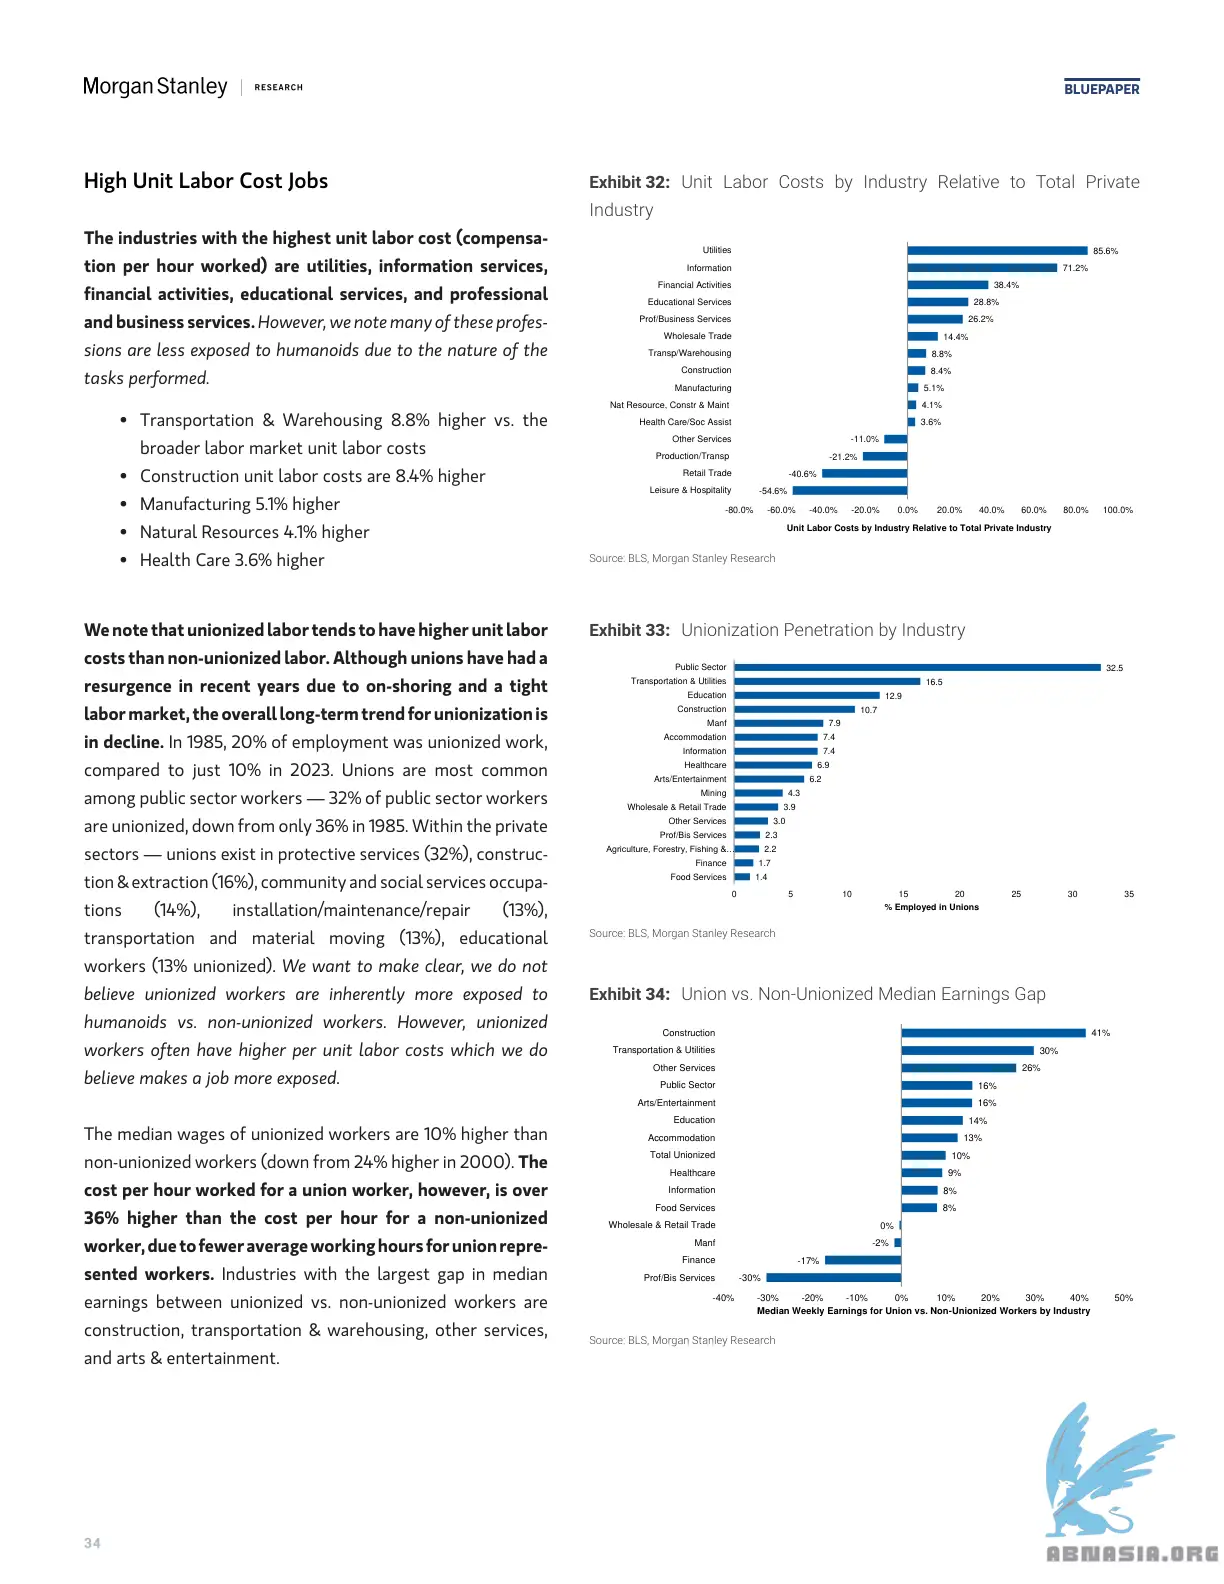 Morgan Stanley | RESEARCH
BLUEPAPER
High Unit Labor Cost Jobs
The industries with the highest unit labor cost (compensa-
tion per hour worked) are utilities, information services,
financial activities, educational services, and professional
and business services. However, we note many of these profes-
sions are less exposed to humanoids due to the nature of the
tasks performed.
• Transportation & Warehousing 8.8% higher vs. the
broader labor market unit labor costs
• Construction unit labor costs are 8.4% higher
• Manufacturing 5.1% higher
• Natural Resources 4.1% higher
• Health Care 3.6% higher
We note that unionized labor tends to have higher unit labor
costs than non-unionized labor. Although unions have had a
resurgence in recent years due to on-shoring and a tight
labor market, the overall long-term trend for unionization is
in decline. In 1985, 20% of employment was unionized work,
compared to just 10% in 2023. Unions are most common
among public sector workers — 32% of public sector workers
are unionized, down from only 36% in 1985. Within the private
sectors — unions exist in protective services (32%), construc-
tion & extraction (16%), community and social services occupa-
tions (14%), installation/maintenance/repair (13%),
transportation and material moving (13%), educational
workers (13% unionized). We want to make clear, we do not
believe unionized workers are inherently more exposed to
humanoids vs. non-unionized workers. However, unionized
workers often have higher per unit labor costs which we do
believe makes a job more exposed.
The median wages of unionized workers are 10% higher than
non-unionized workers (down from 24% higher in 2000). The
cost per hour worked for a union worker, however, is over
36% higher than the cost per hour for a non-unionized
worker, due to fewer average working hours for union repre-
sented workers. Industries with the largest gap in median
earnings between unionized vs. non-unionized workers are
construction, transportation & warehousing, other services,
and arts & entertainment.
Exhibit 32: Unit Labor Costs by Industry Relative to Total Private
Industry
Utilities 85.6%
Information 71.2%
Financial Activities 38.4%
Educational Services 28.8%
Prof/Business Services 26.2%
Wholesale Trade 14.4%
Transp/Warehousing 8.8%
Construction 8.4%
Manufacturing 5.1%
Nat Resource, Constr & Maint 4.1%
Health Care/Soc Assist 3.6%
Other Services -11.0%
Production/Transp -21.2%
Retail Trade -40.6%
Leisure & Hospitality -54.6%
-80.0% -60.0% -40.0% -20.0% 0.0% 20.0% 40.0% 60.0% 80.0% 100.0%
Unit Labor Costs by Industry Relative to Total Private Industry
Source: BLS, Morgan Stanley Research
Exhibit 33: Unionization Penetration by Industry
Public Sector 32.5
Transportation & Utilities 16.5
Education 12.9
Construction 10.7
Manf 7.9
Accommodation 7.4
Information 7.4
Healthcare 6.9
Arts/Entertainment 6.2
Mining 4.3
Wholesale & Retail Trade 3.9
Other Services 3.0
Prof/Bis Services 2.3
Agriculture, Forestry, Fishing &… 2.2
Finance 1.7
Food Services 1.4
0 5 10 15 20 25 30 35
% Employed in Unions
Source: BLS, Morgan Stanley Research
Exhibit 34: Union vs. Non-Unionized Median Earnings Gap
Construction 41%
Transportation & Utilities 30%
Other Services 26%
Public Sector 16%
Arts/Entertainment 16%
Education 14%
Accommodation 13%
Total Unionized 10%
Healthcare 9%
Information 8%
Food Services 8%
Wholesale & Retail Trade 0%
Manf -2%
Finance -17%
Prof/Bis Services -30%
-40% -30% -20% -10% 0% 10% 20% 30% 40% 50%
Median Weekly Earnings for Union vs. Non-Unionized Workers by Industry
Source: BLS, Morgan Stanley Research
34
ABNASIA.ORG